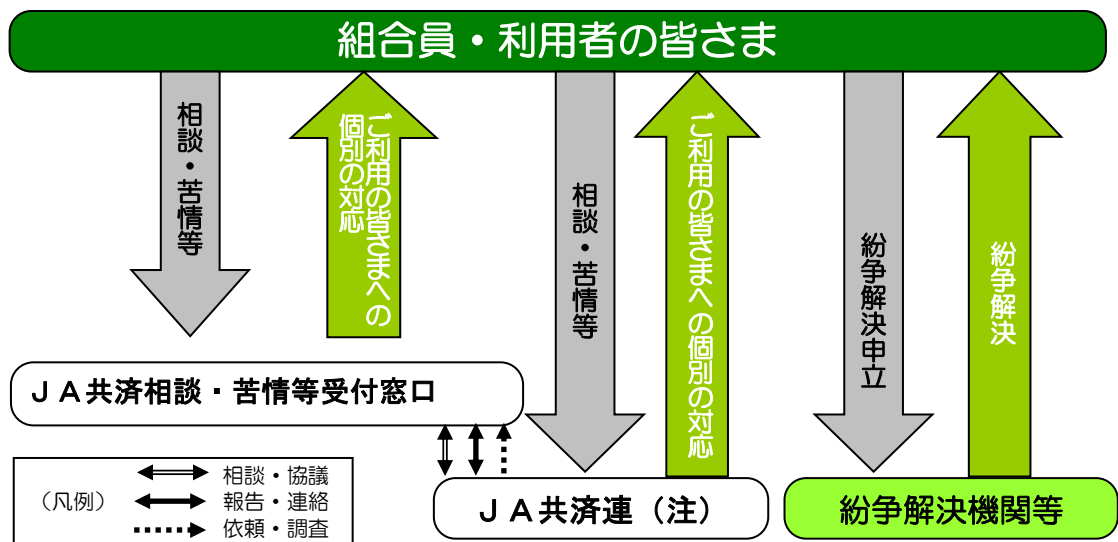 組合員・利用者の皆さま
相談・苦情等
ご利用の皆さまへの
個別の対応
相談・苦情等
ご利用の皆さまへの個別の対応
紛争解決申立
紛争解決
ＪＡ共済相談・苦情等受付窓口
（凡例）
相談・協議
報告・連絡
依頼・調査
ＪＡ共済連（注）
紛争解決機関等